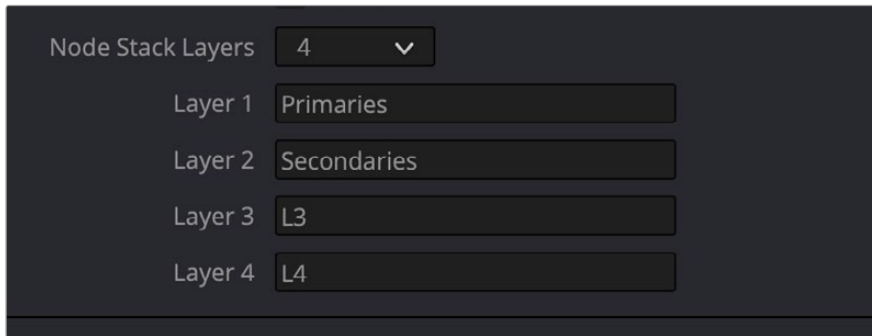 Node Stack Layers 4
Layer 1 Primaries
Layer 2 Secondaries
Layer 3 L3
Layer 4 L4